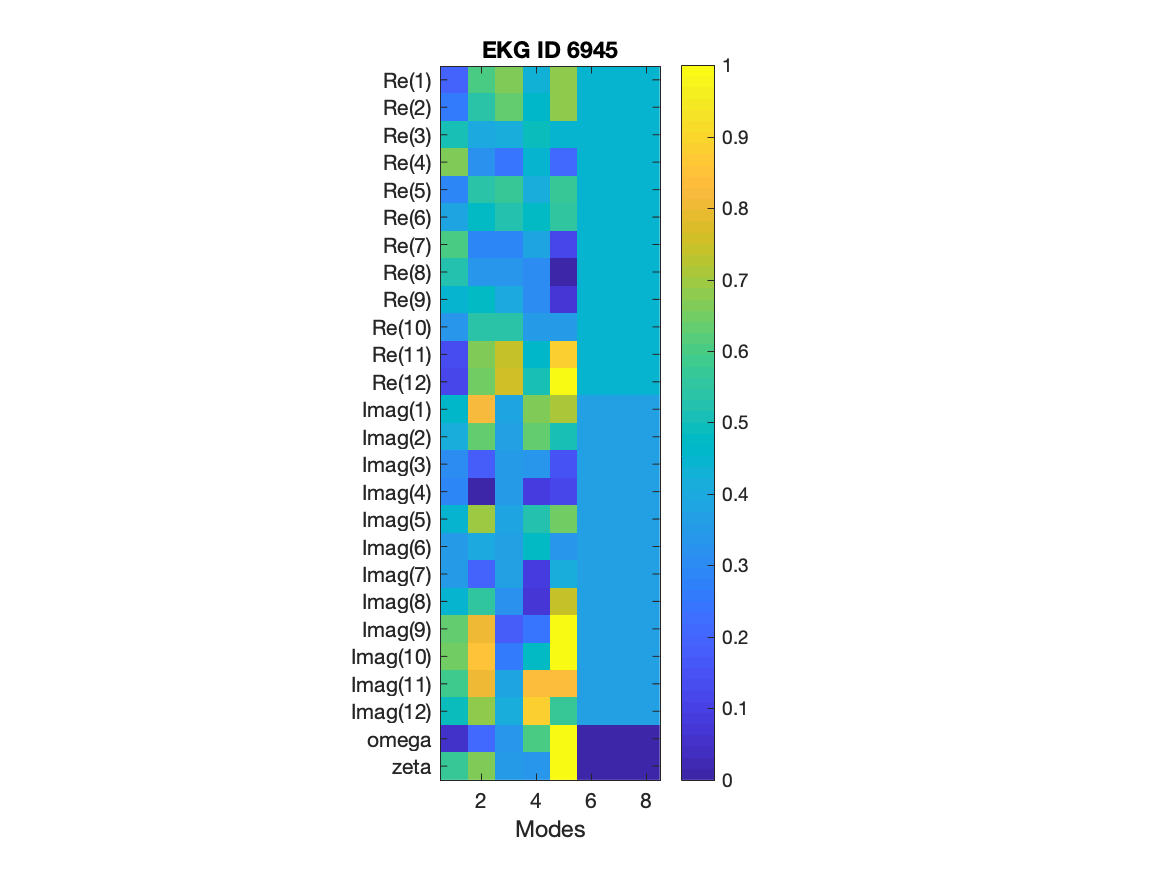 EKG ID 6945
Re(1)
Re(2)
Re(3)
Re(4)
Re(5)
Re(6)
Re(7)
Re(8)
Re(9)
Re(10)
Re(11)
Re(12)
Imag(1)
Imag(2)
Imag(3)
Imag(4)
Imag(5)
Imag(6)
Imag(7)
Imag(8)
Imag(9)
Imag(10)
Imag(11)
Imag(12)
omega
zeta
2 4 6 8
Modes
1
0.9
0.8
0.7
0.6
0.5
0.4
0.3
0.2
0.1
0